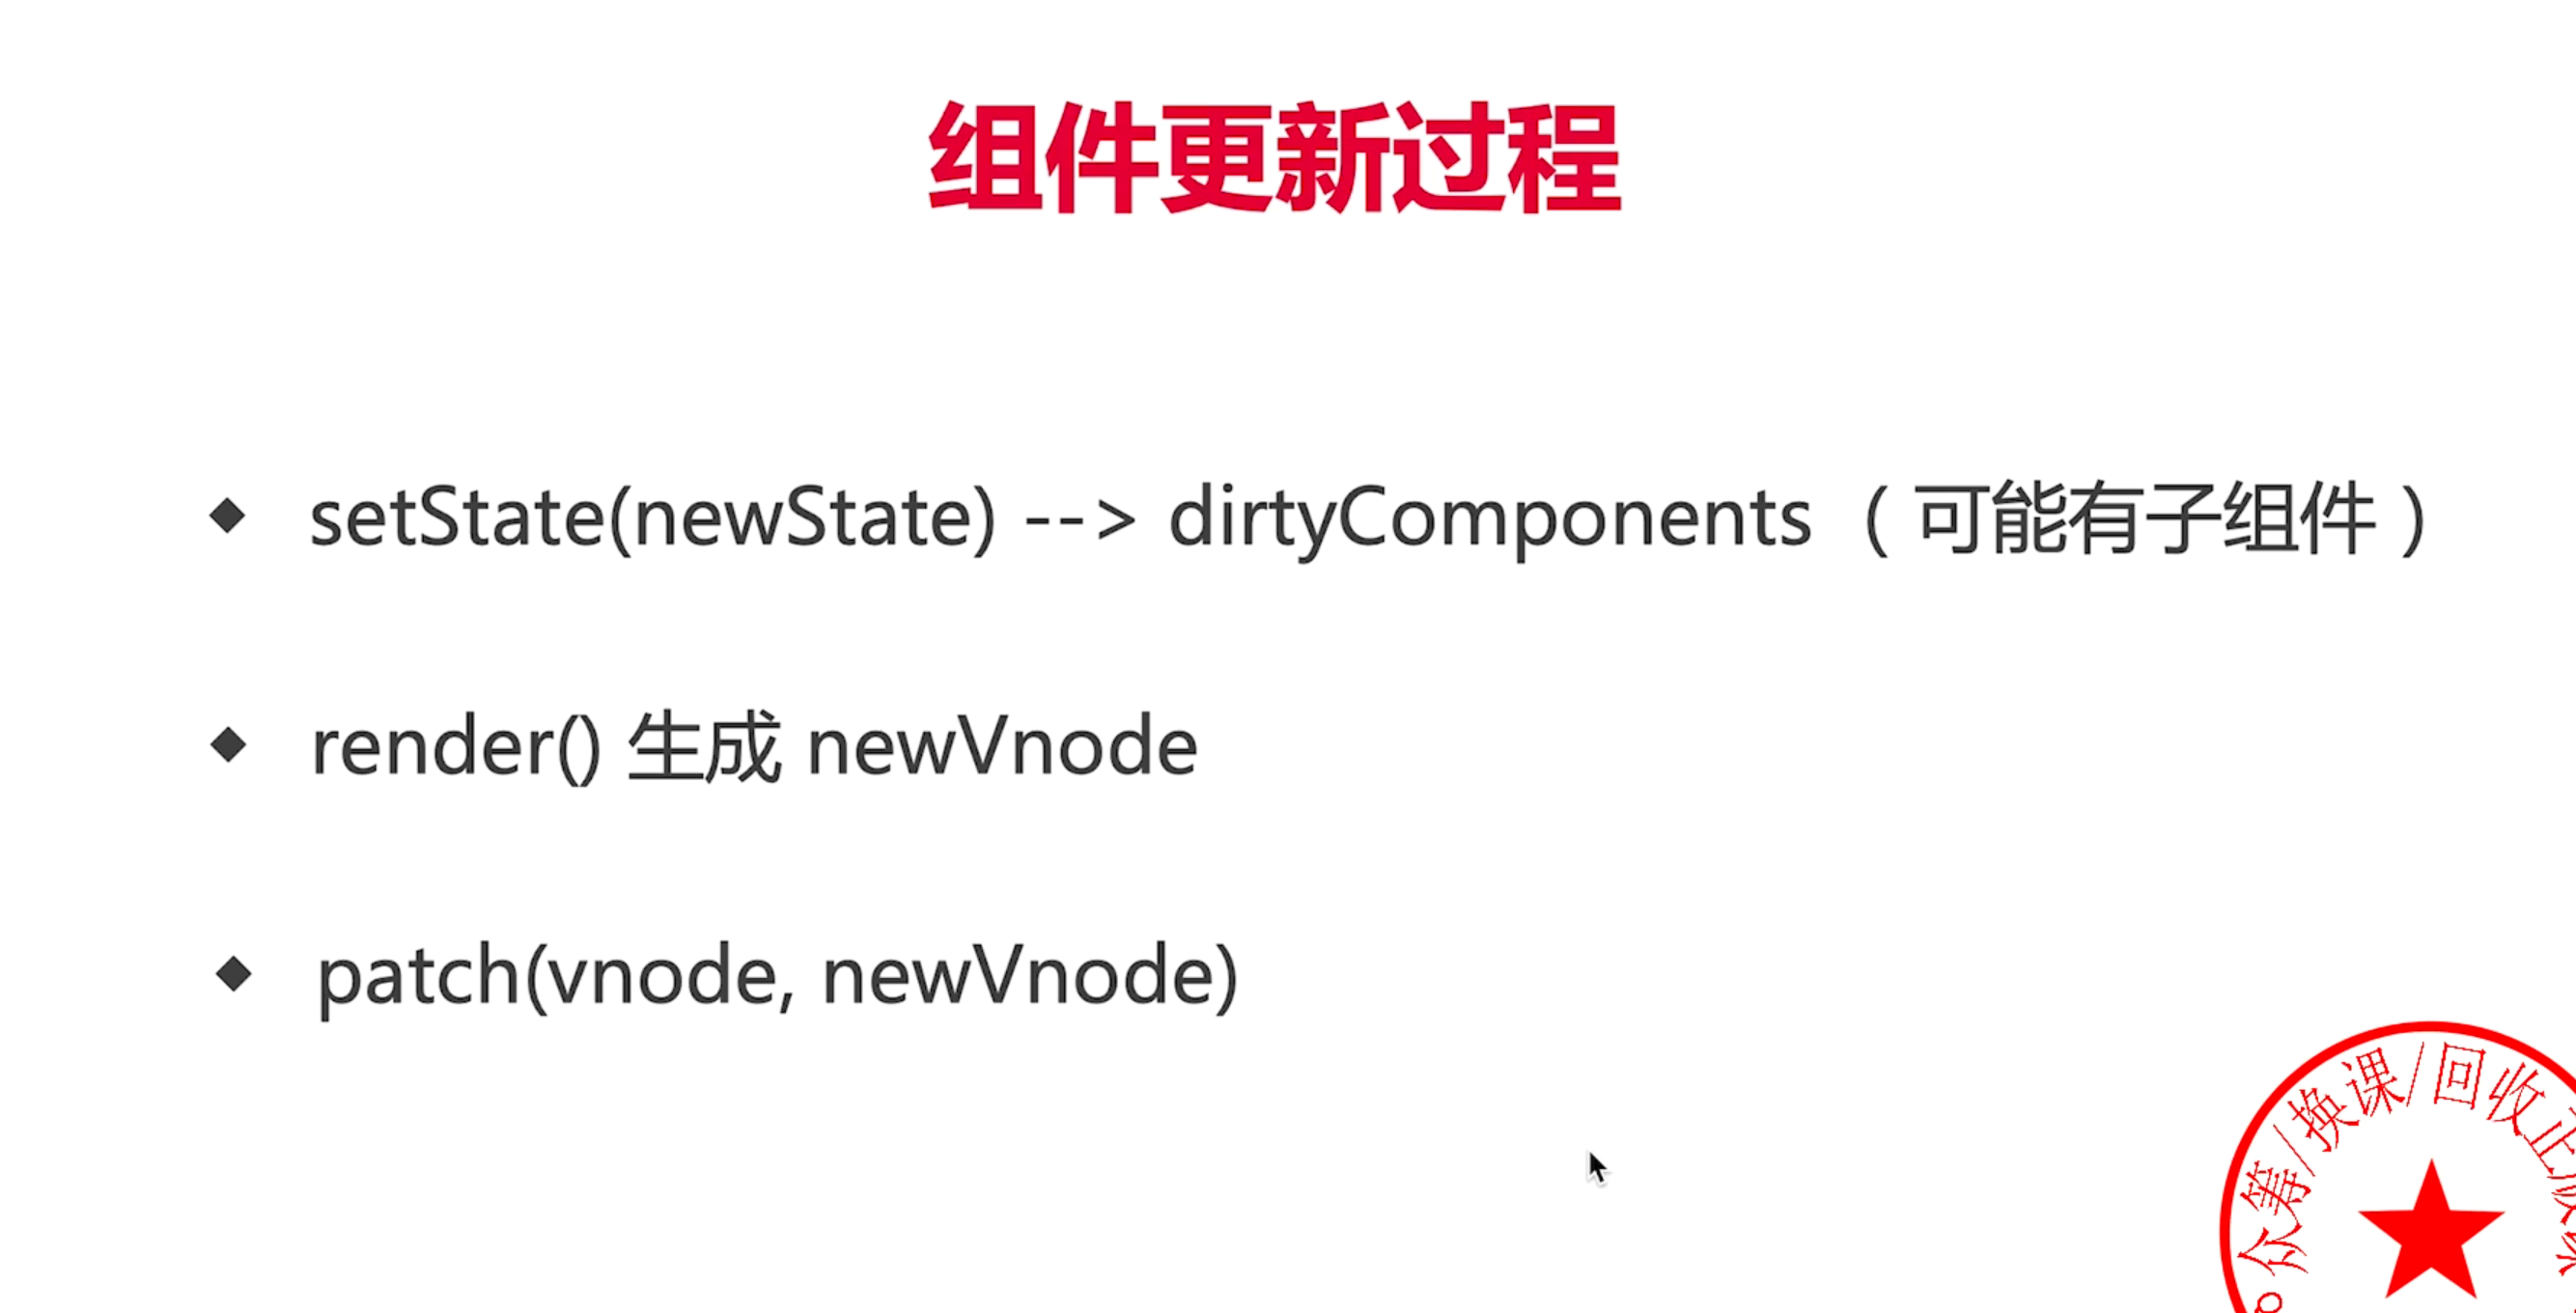 组件更新过程
setState(newState) --> dirtyComponents （可能有子组件）
render() 生成 newVnode
patch(vnode, newVnode)
众筹/换课/回收正